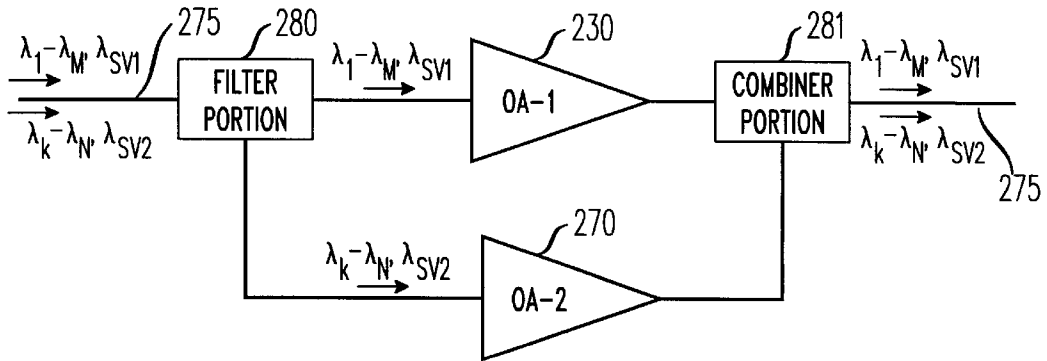 275
280
230
281
λ1-λM, λSV1
λ1-λM, λSV1
λ1-λM, λSV1
FILTER
PORTION
OA-1
COMBINER
PORTION
λk-λN, λSV2
λk-λN, λSV2
275
270
λk-λN, λSV2
OA-2